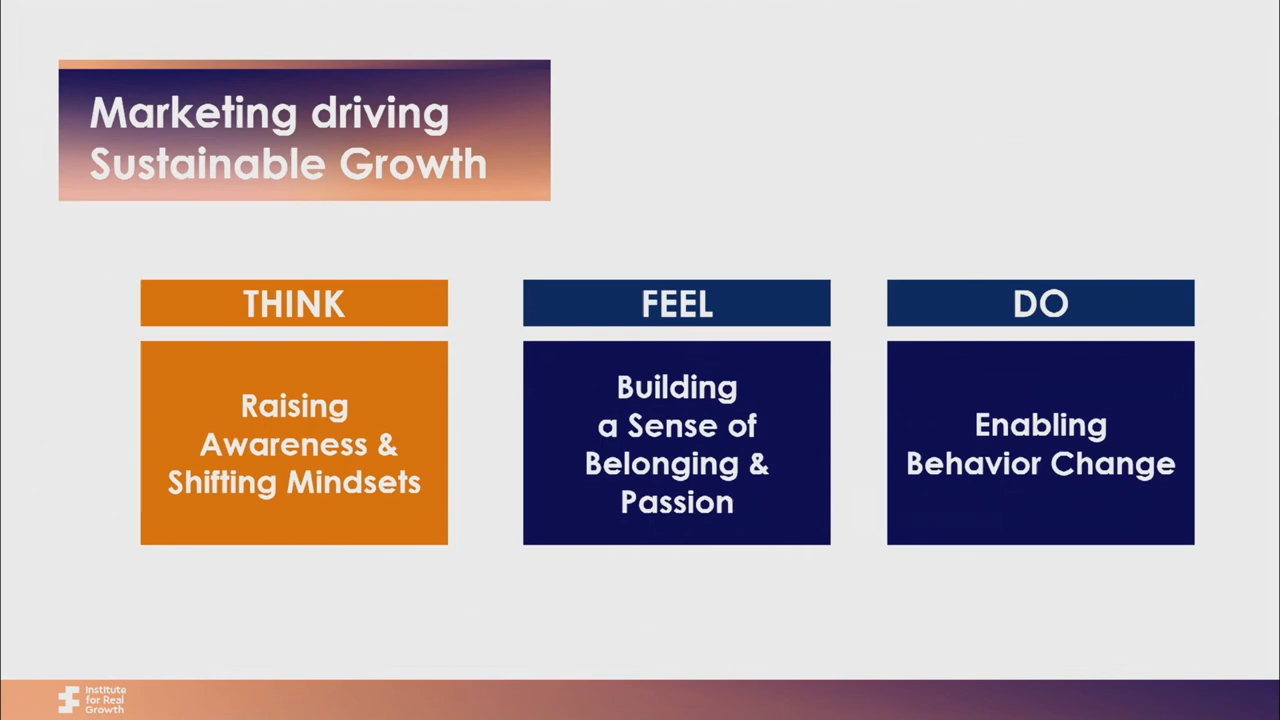 Marketing driving
Sustainable Growth
THINK
Raising
Awareness &
Shifting Mindsets
FEEL
Building
a Sense of
Belonging &
Passion
DO
Enabling
Behavior Change
Institute
for Real
Growth